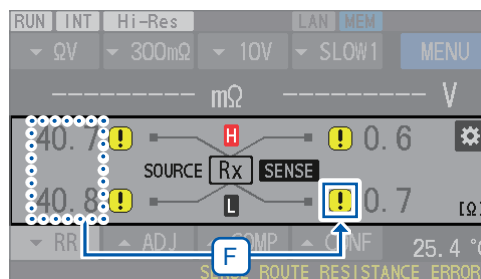 RUN INT Hi-Res LAN MEM
ΩV 300mΩ 10V SLOW1 MENU
---------- mΩ ---------- V
40.7 ! H ! 0.6
SOURCE Rx SENSE
40.8 ! L ! 0.7 [Ω]
RR ADJ COMP CONF 25.4 °C
F
SENSE ROUTE RESISTANCE ERROR